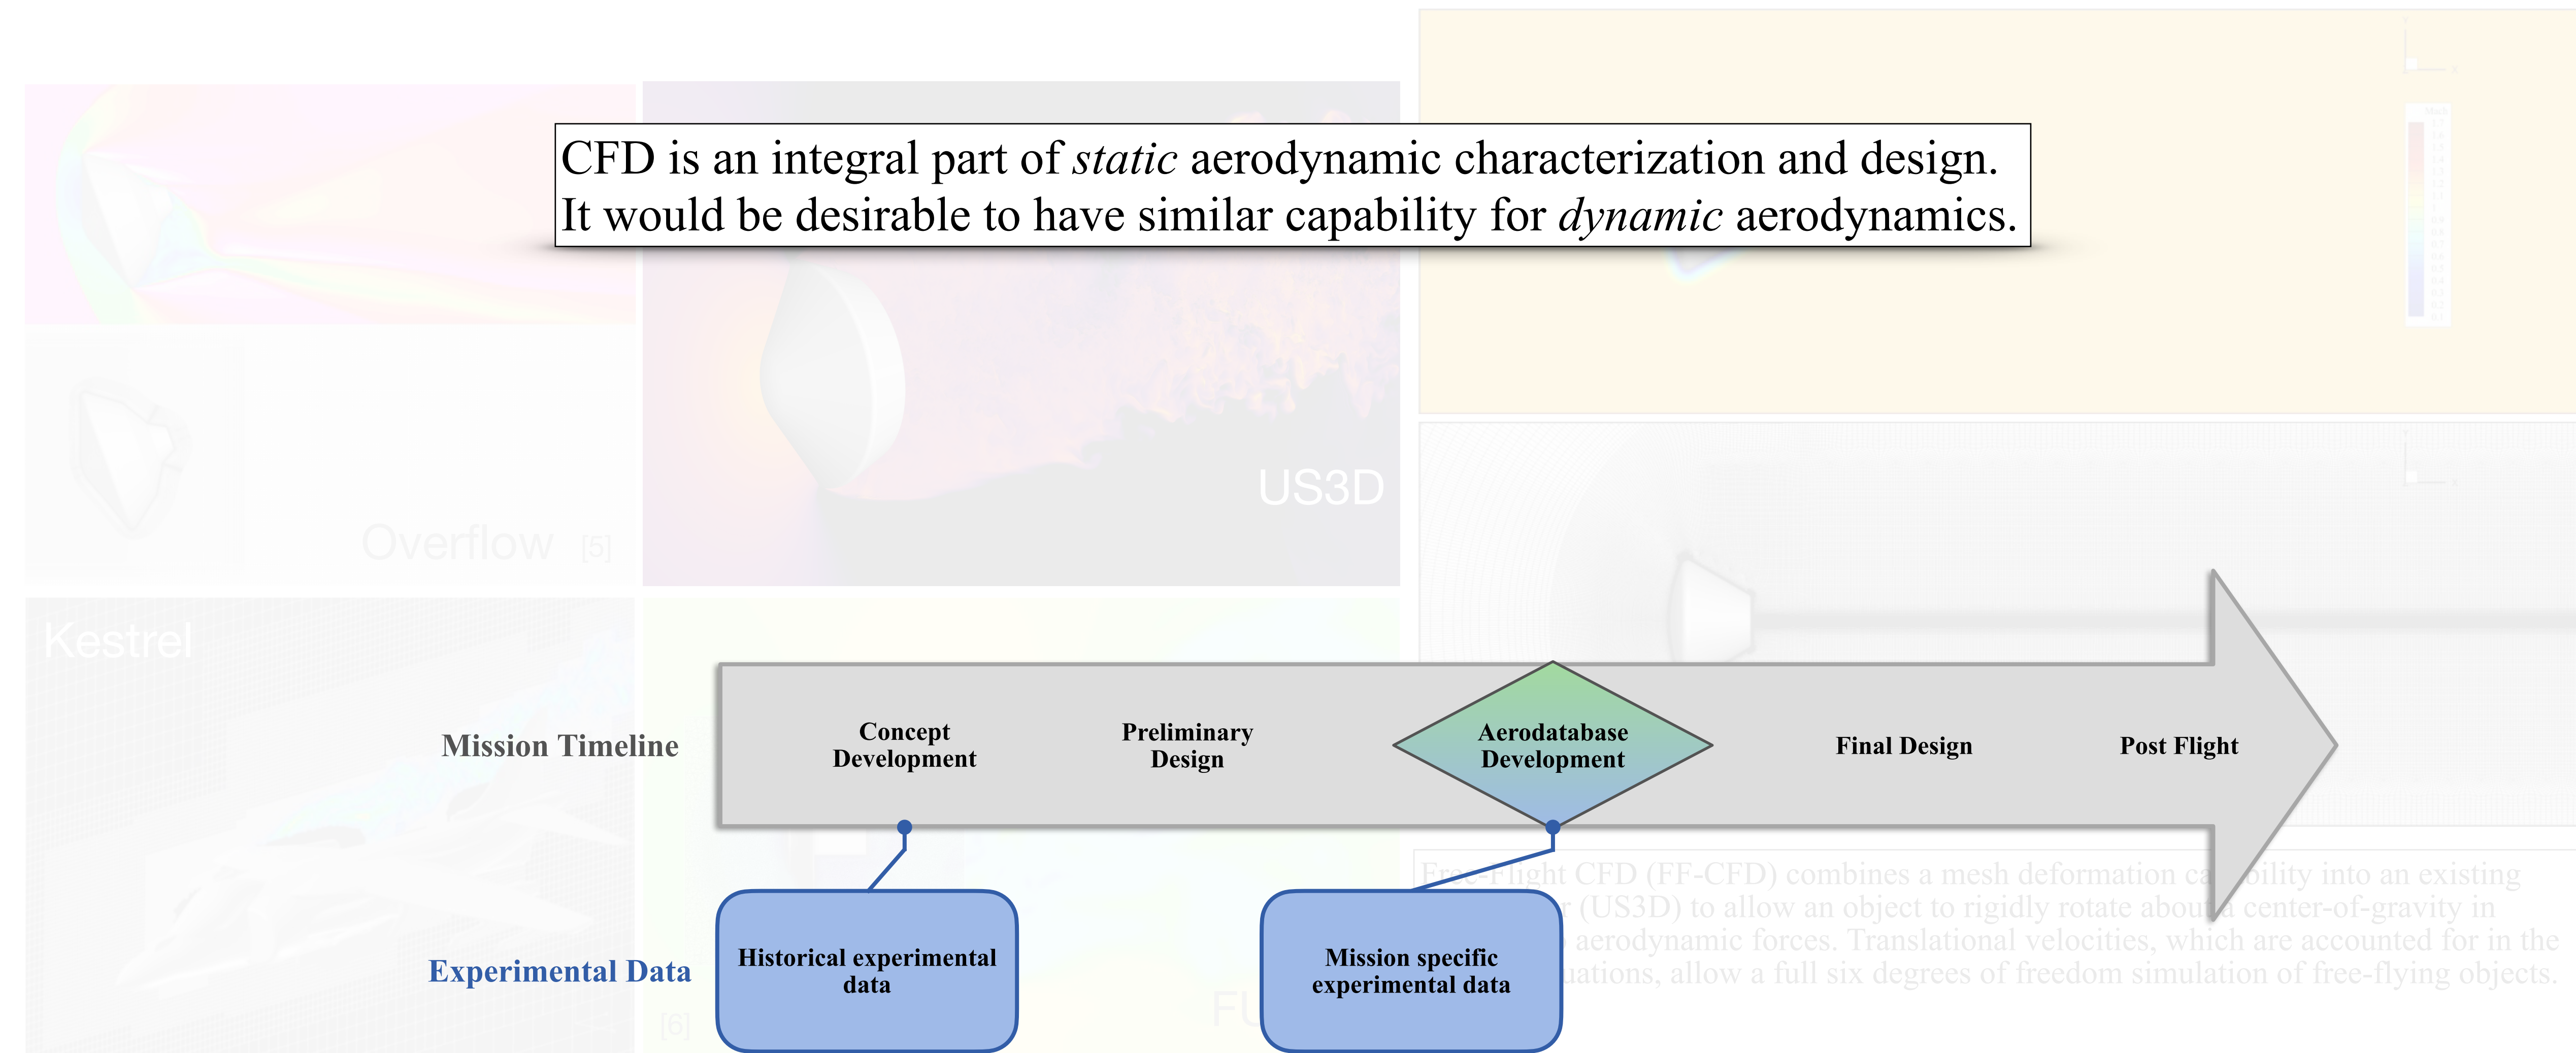 CFD is an integral part of static aerodynamic characterization and design.
It would be desirable to have similar capability for dynamic aerodynamics.
US3D
Overflow [5]
Kestrel
Mission Timeline
Concept
Development
Preliminary
Design
Aerodatabase
Development
Final Design
Post Flight
Free-Flight CFD (FF-CFD) combines a mesh deformation into an existing
(US3D) to allow an object to rigidly rotate about a center-of-gravity in
aerodynamic forces. Translational velocities, which are accounted for in the
allow a full six degrees of freedom simulation of free-flying objects.
Experimental Data
Historical experimental
data
Mission specific
experimental data
[6]
Mach